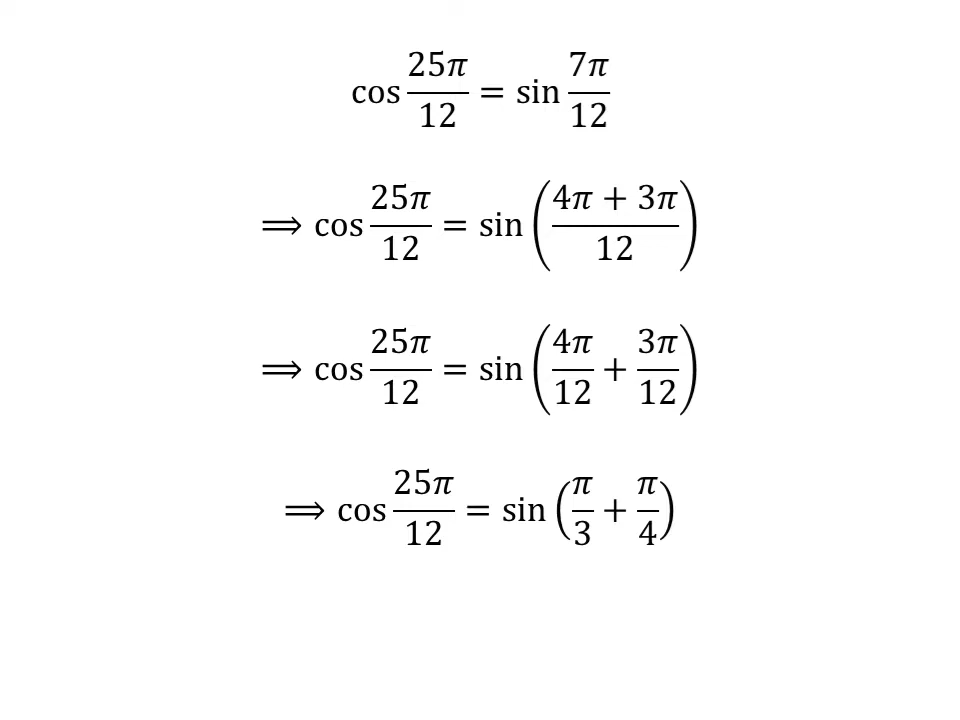 cos 25π/12 = sin 7π/12
⟹ cos 25π/12 = sin ((4π + 3π)/12)
⟹ cos 25π/12 = sin (4π/12 + 3π/12)
⟹ cos 25π/12 = sin (π/3 + π/4)